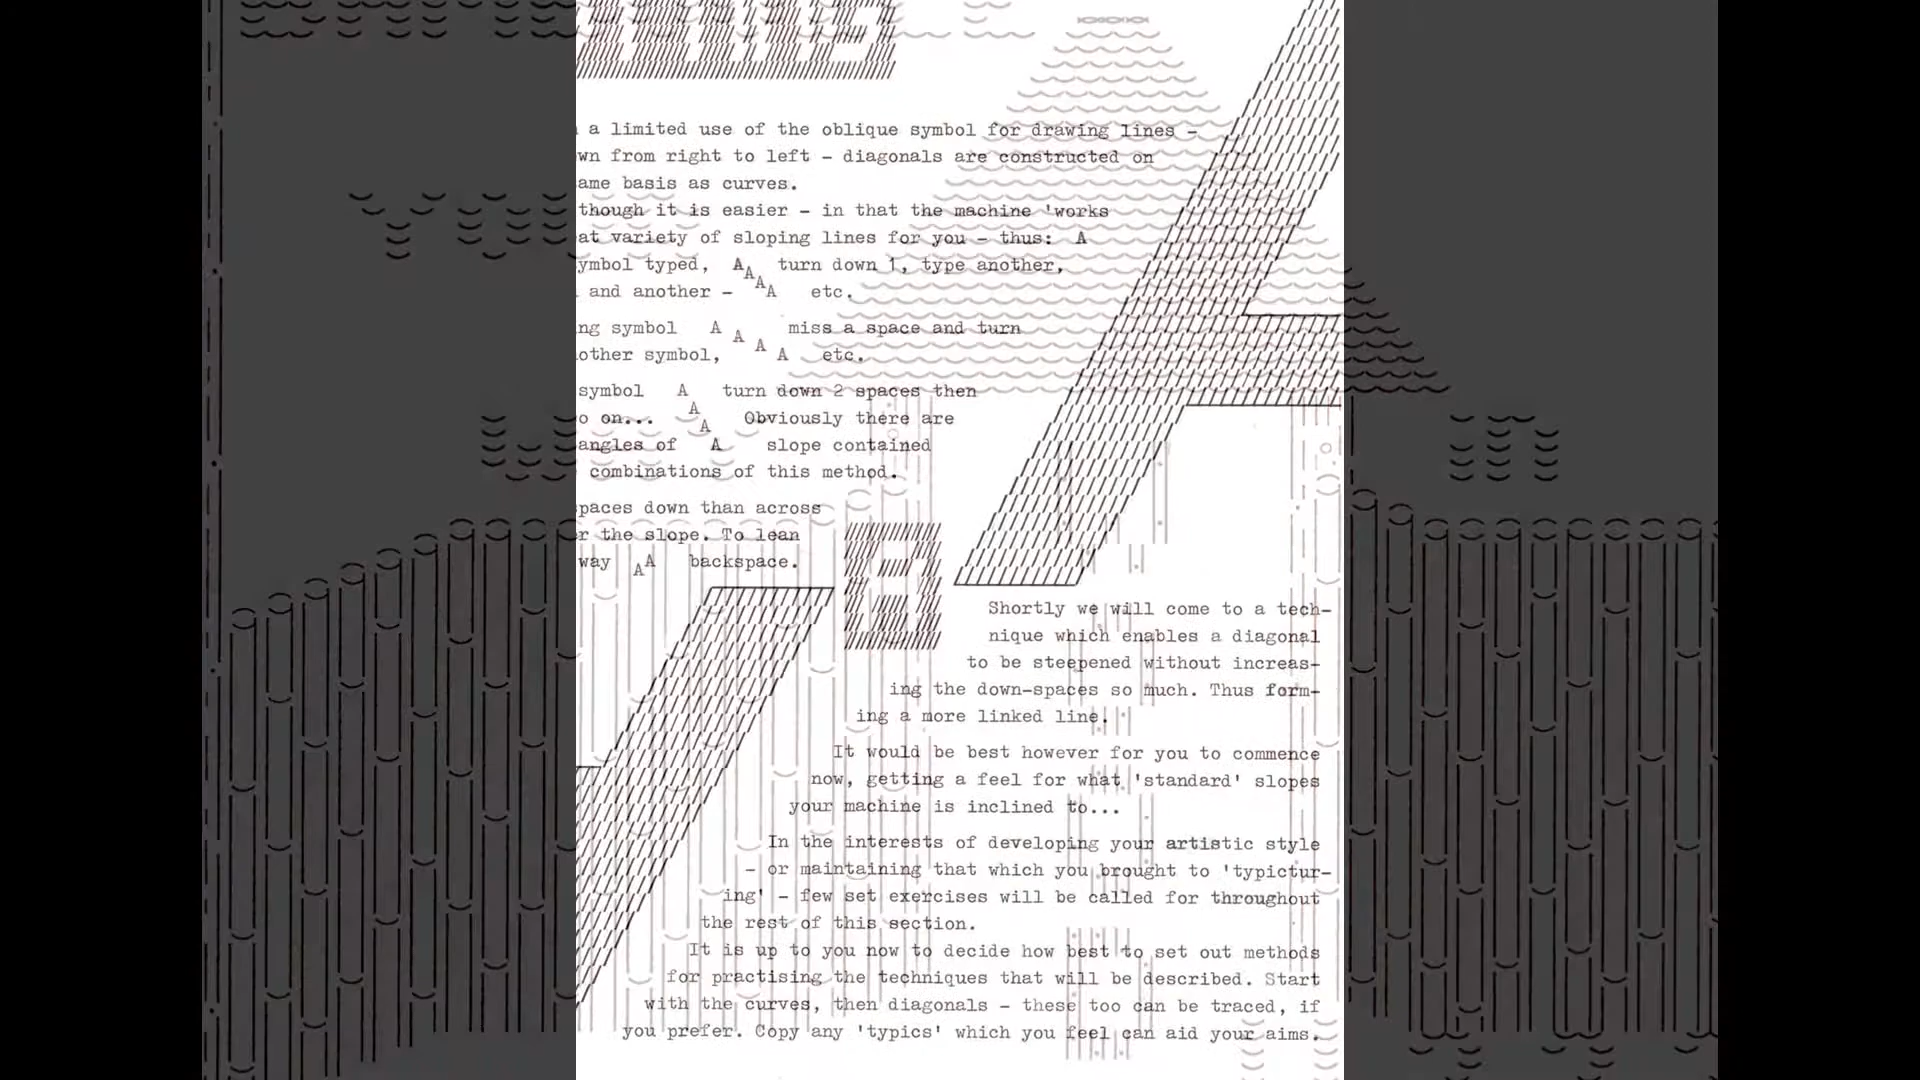 a limited use of the oblique symbol for drawing lines -
from right to left - diagonals are constructed on
basis as curves.
though it is easier - in that the machine 'works
variety of sloping lines for you - thus: A
typed, A A turn down 1, type another,
and another - A A etc.
symbol A A miss a space and turn
symbol, A A etc.
symbol A turn down 2 spaces then
on... A A Obviously there are
angles of A slope contained
combinations of this method.
down than across
the slope. To lean
way A A backspace.
8
Shortly we will come to a tech-
nique which enables a diagonal
to be steepened without increas-
ing the down-spaces so much. Thus form-
ing a more linked line.
It would be best however for you to commence
now, getting a feel for what 'standard' slopes
your machine is inclined to...
In the interests of developing your artistic style
- or maintaining that which you brought to 'typictur-
ing' - few set exercises will be called for throughout
the rest of this section.
It is up to you now to decide how best to set out methods
for practising the techniques that will be described. Start
with the curves, then diagonals - these too can be traced, if
you prefer. Copy any 'typics' which you feel can aid your aims.